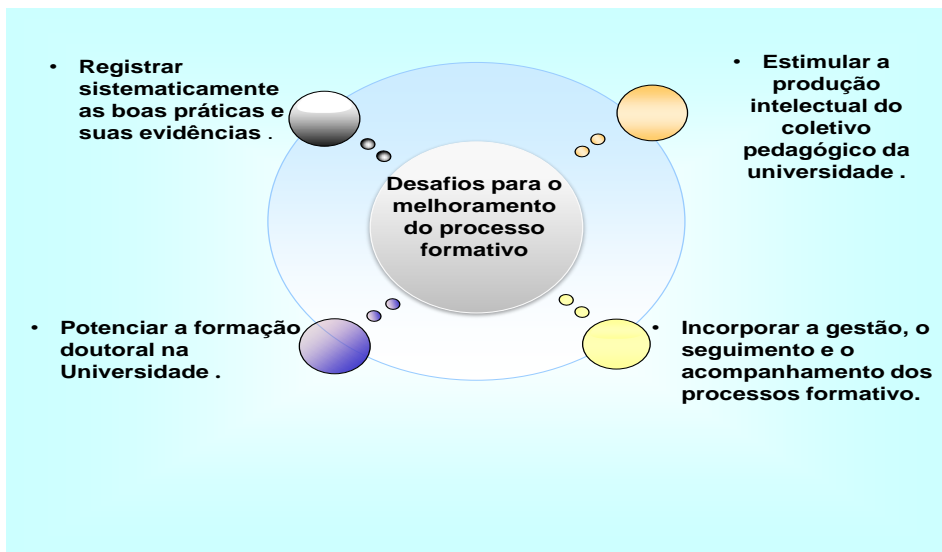 • Registrar
sistematicamente
as boas práticas e
suas evidências .
• Estimular a
produção
intelectual do
coletivo
pedagógico da
universidade .
Desafios para o
melhoramento
do processo
formativo
• Potenciar a formação
doutoral na
Universidade .
• Incorporar a gestão, o
seguimento e o
acompanhamento dos
processos formativo.